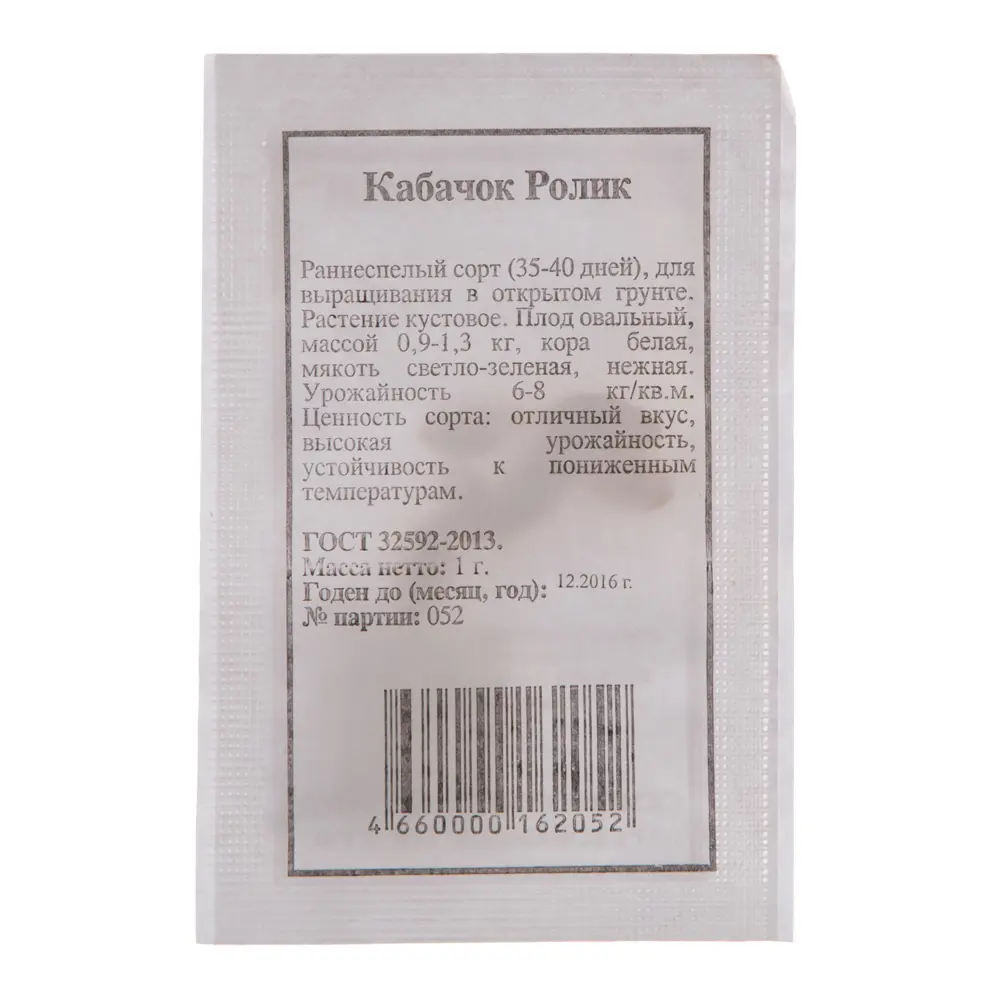 Кабачок Ролик
Раннеспелый сорт (35-40 дней), для
выращивания в открытом грунте.
Растение кустовое. Плод овальный,
массой 0,9-1,3 кг, кора белая,
мякоть светло-зеленая, нежная.
Урожайность 6-8 кг/кв.м.
Ценность сорта: отличный вкус,
высокая урожайность,
устойчивость к пониженным
температурам.
ГОСТ 32592-2013.
Масса нетто: 1 г.
Годен до (месяц, год): 12.2016 г.
№ партии: 052
4 660000 162052